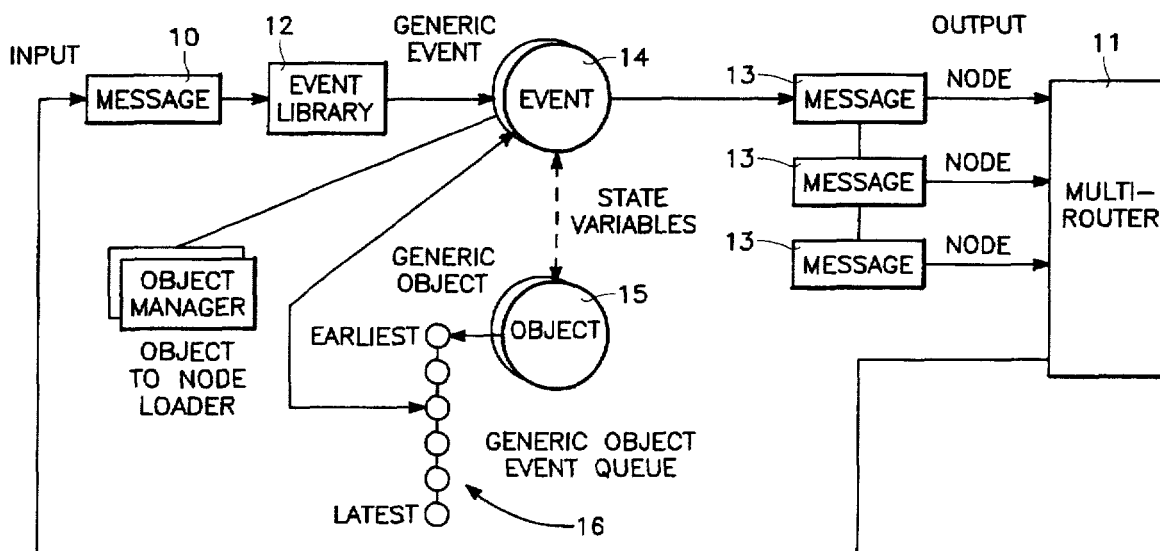 INPUT
10
MESSAGE
12
EVENT
LIBRARY
GENERIC
EVENT
14
EVENT
OUTPUT
13
MESSAGE
NODE
13
MESSAGE
NODE
13
MESSAGE
NODE
11
MULTI-
ROUTER
STATE
VARIABLES
OBJECT
MANAGER
OBJECT
TO NODE
LOADER
GENERIC
OBJECT
15
OBJECT
EARLIEST
GENERIC OBJECT
EVENT QUEUE
LATEST
16